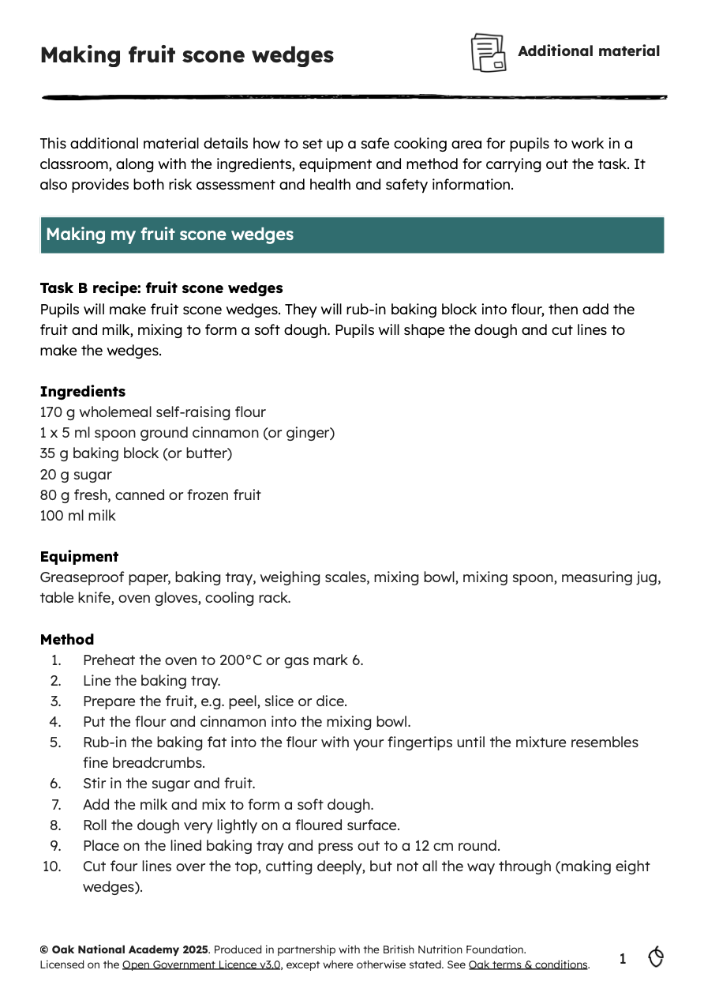 Making fruit scone wedges
Additional material
This additional material details how to set up a safe cooking area for pupils to work in a
classroom, along with the ingredients, equipment and method for carrying out the task. It
also provides both risk assessment and health and safety information.
Making my fruit scone wedges
Task B recipe: fruit scone wedges
Pupils will make fruit scone wedges. They will rub-in baking block into flour, then add the
fruit and milk, mixing to form a soft dough. Pupils will shape the dough and cut lines to
make the wedges.
Ingredients
170 g wholemeal self-raising flour
1 x 5 ml spoon ground cinnamon (or ginger)
35 g baking block (or butter)
20 g sugar
80 g fresh, canned or frozen fruit
100 ml milk
Equipment
Greaseproof paper, baking tray, weighing scales, mixing bowl, mixing spoon, measuring jug,
table knife, oven gloves, cooling rack.
Method
1. Preheat the oven to 200°C or gas mark 6.
2. Line the baking tray.
3. Prepare the fruit, e.g. peel, slice or dice.
4. Put the flour and cinnamon into the mixing bowl.
5. Rub-in the baking fat into the flour with your fingertips until the mixture resembles
fine breadcrumbs.
6. Stir in the sugar and fruit.
7. Add the milk and mix to form a soft dough.
8. Roll the dough very lightly on a floured surface.
9. Place on the lined baking tray and press out to a 12 cm round.
10. Cut four lines over the top, cutting deeply, but not all the way through (making eight
wedges).
© Oak National Academy 2025. Produced in partnership with the British Nutrition Foundation.
Licensed on the Open Government Licence v3.0, except where otherwise stated. See Oak terms & conditions.
1